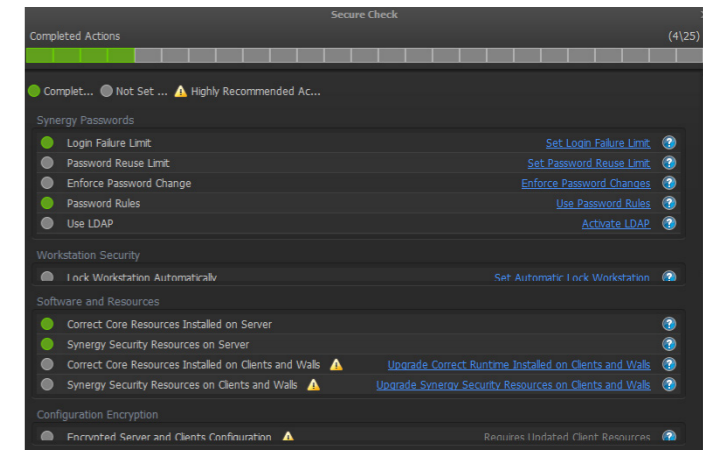 Secure Check
Completed Actions (4\25)
Complet... Not Set ... Highly Recommended Ac...
Synergy Passwords
Login Failure Limit Set Login Failure Limit
Password Reuse Limit Set Password Reuse Limit
Enforce Password Change Enforce Password Changes
Password Rules Use Password Rules
Use LDAP Activate LDAP
Workstation Security
Lock Workstation Automatically Set Automatic Lock Workstation
Software and Resources
Correct Core Resources Installed on Server
Synergy Security Resources on Server
Correct Core Resources Installed on Clients and Walls Upgrade Correct Runtime Installed on Clients and Walls
Synergy Security Resources on Clients and Walls Upgrade Synergy Security Resources on Clients and Walls
Configuration Encryption
Encrypted Server and Clients Configuration Requires Updated Client Resources